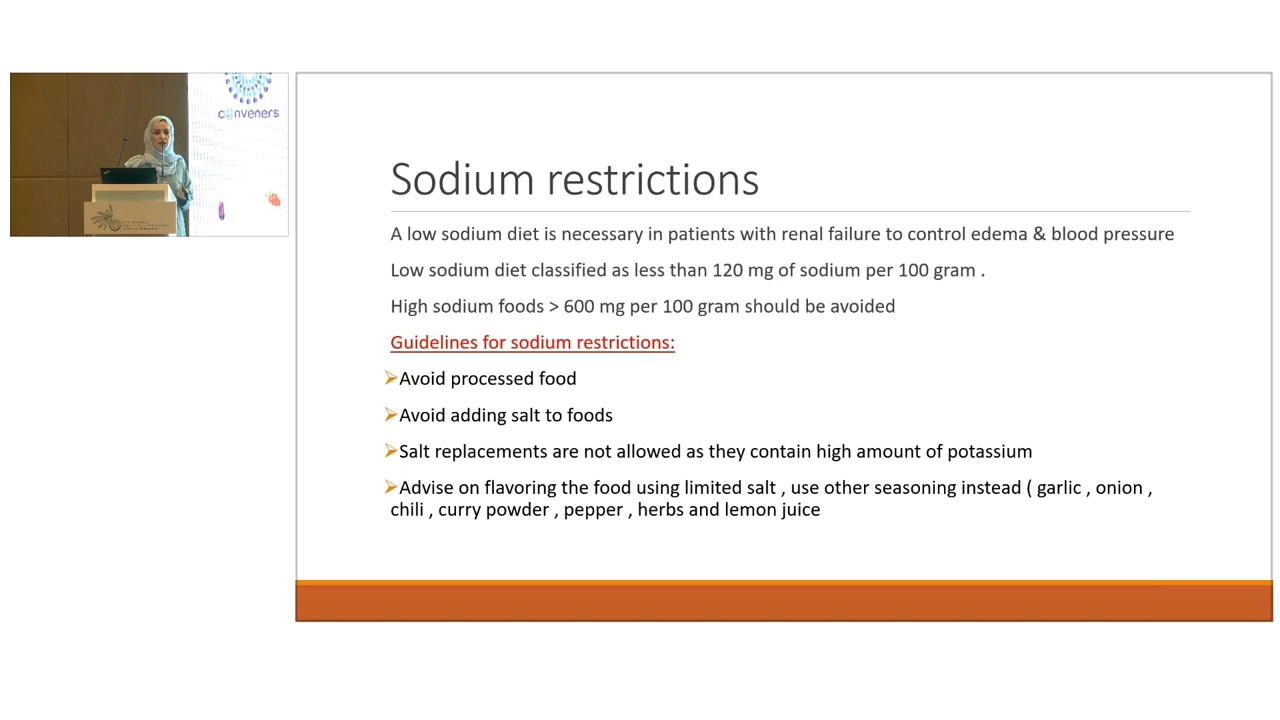 conveners
Sodium restrictions
A low sodium diet is necessary in patients with renal failure to control edema & blood pressure
Low sodium diet classified as less than 120 mg of sodium per 100 gram .
High sodium foods > 600 mg per 100 gram should be avoided
Guidelines for sodium restrictions:
Avoid processed food
Avoid adding salt to foods
Salt replacements are not allowed as they contain high amount of potassium
Advise on flavoring the food using limited salt , use other seasoning instead ( garlic , onion ,
chili , curry powder , pepper , herbs and lemon juice